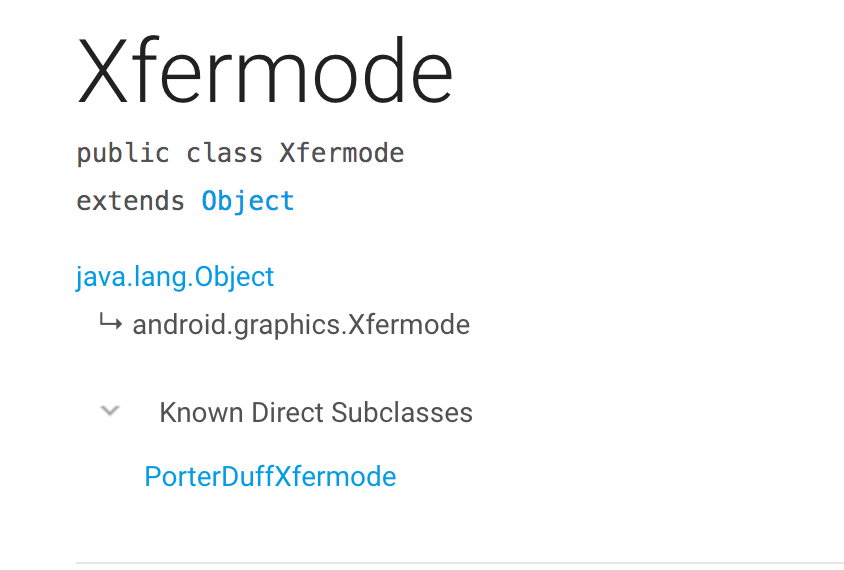 Xfermode
public class Xfermode
extends Object
java.lang.Object
↳ android.graphics.Xfermode
Known Direct Subclasses
PorterDuffXfermode